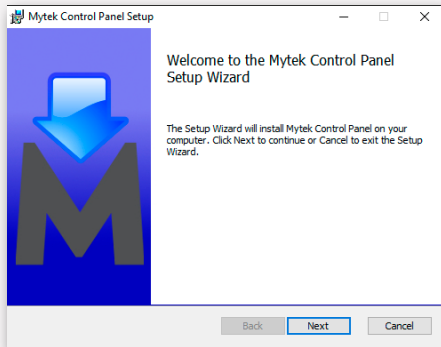 Mytek Control Panel Setup
Welcome to the Mytek Control Panel
Setup Wizard
The Setup Wizard will install Mytek Control Panel on your
computer. Click Next to continue or Cancel to exit the Setup
Wizard.
M
Back Next Cancel